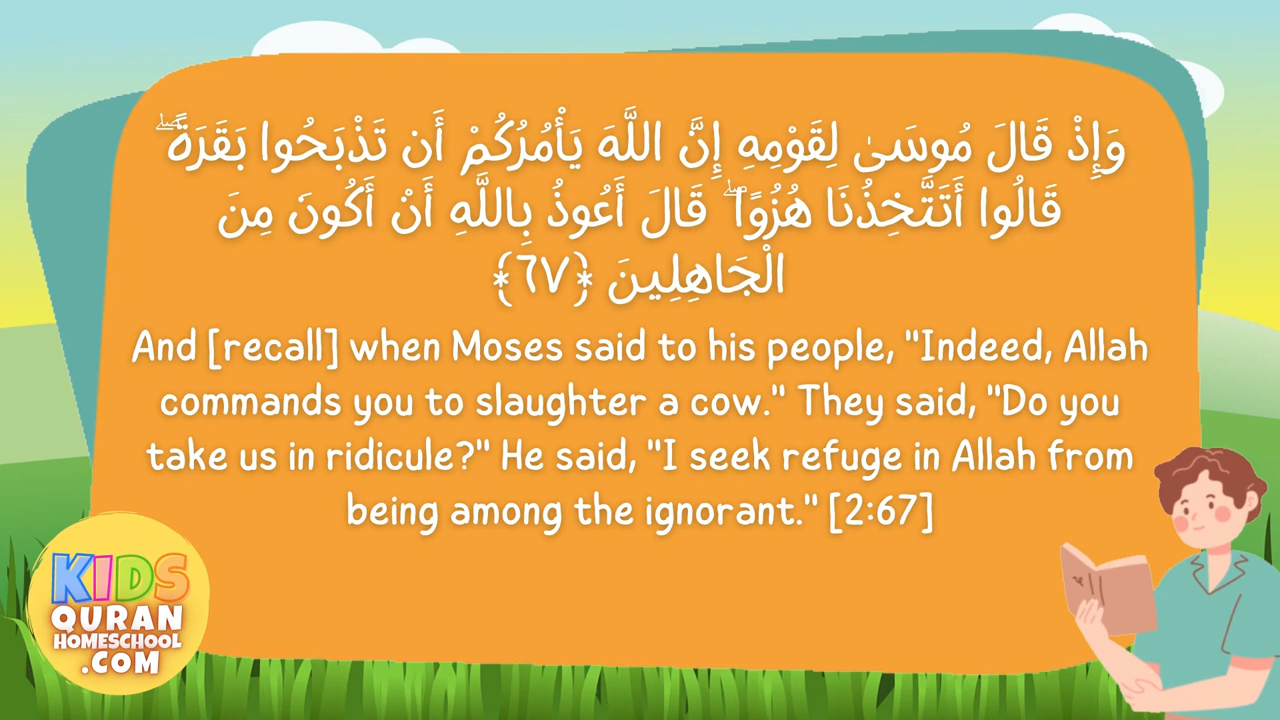 وَإِذْ قَالَ مُوسَىٰ لِقَوْمِهِ إِنَّ اللَّهَ يَأْمُرُكُمْ أَن تَذْبَحُوا بَقَرَةً ۖ
قَالُوا أَتَتَّخِذُنَا هُزُوًا ۖ قَالَ أَعُوذُ بِاللَّهِ أَنْ أَكُونَ مِنَ
الْجَاهِلِينَ ﴿٦٧﴾
And [recall] when Moses said to his people, "Indeed, Allah
commands you to slaughter a cow." They said, "Do you
take us in ridicule?" He said, "I seek refuge in Allah from
being among the ignorant." [2:67]
KIDS
QURAN
HOMESCHOOL
.COM